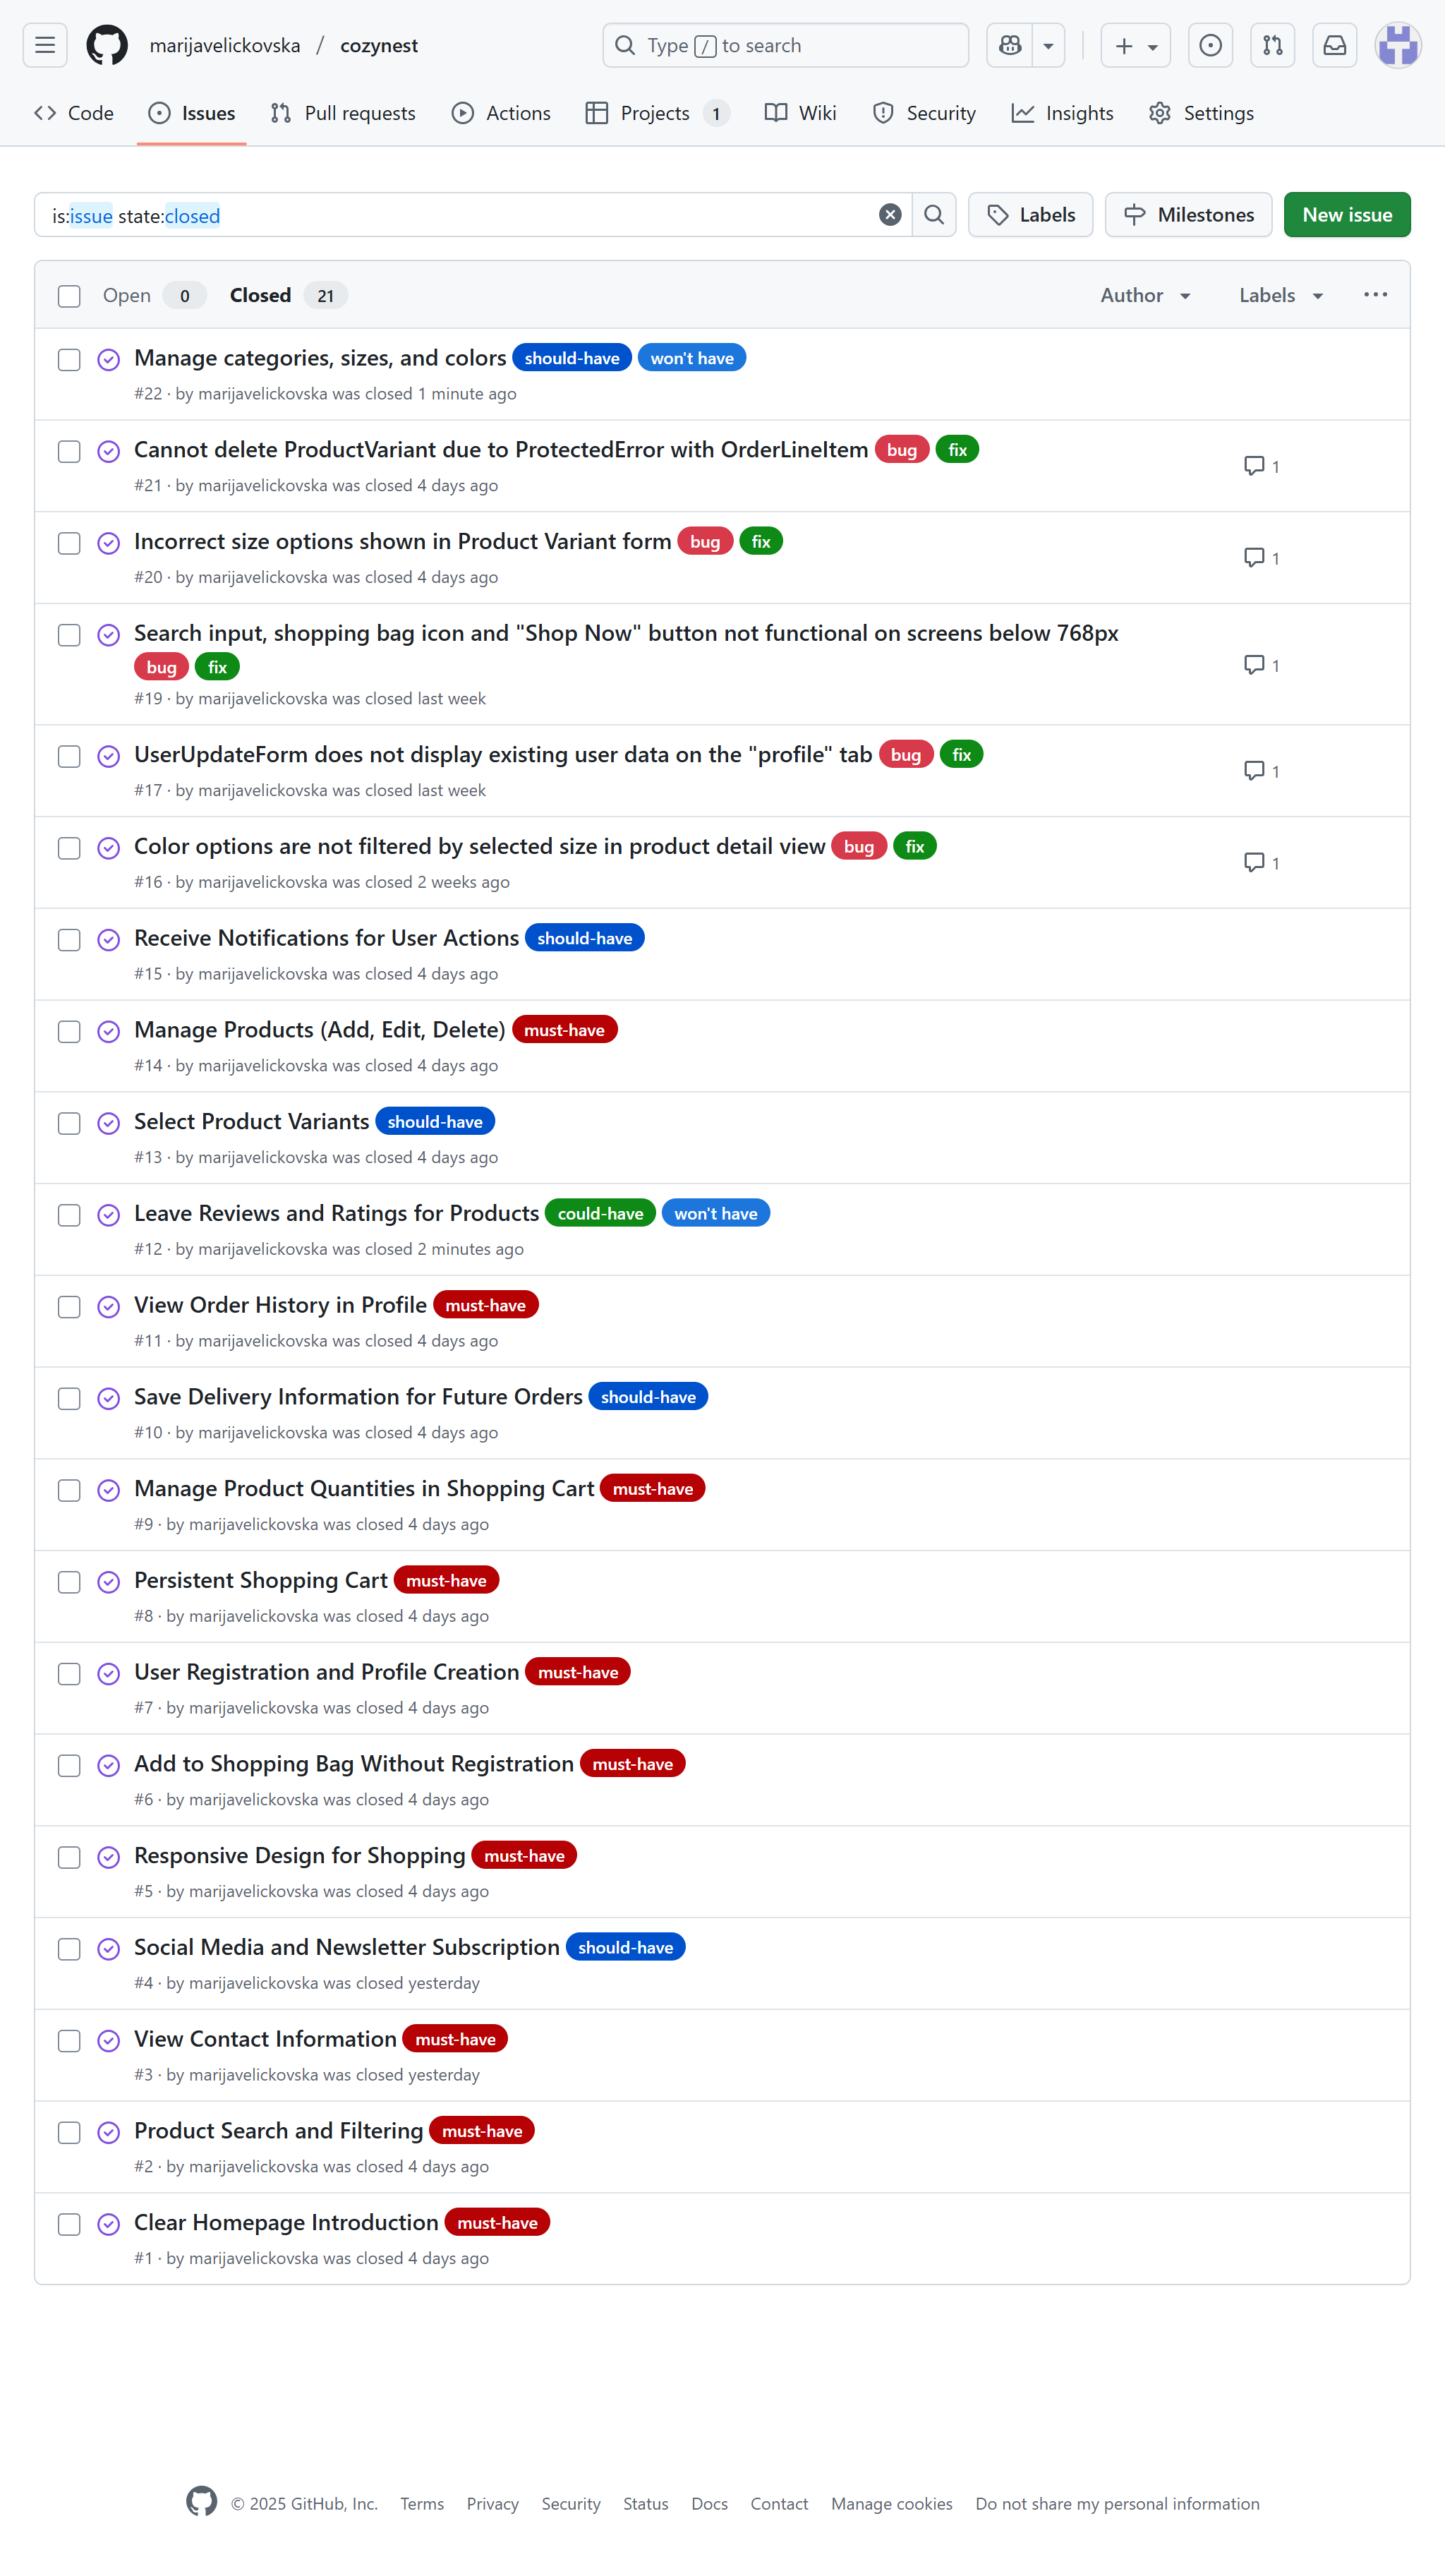 marijavelickovska / cozynest
Type / to search
Code Issues Pull requests Actions Projects 1 Wiki Security Insights Settings
is:issue state:closed
Labels
Milestones
New issue
Open 0 Closed 21 Author Labels
Manage categories, sizes, and colors should-have won't have
#22 · by marijavelickovska was closed 1 minute ago
Cannot delete ProductVariant due to ProtectedError with OrderLineItem bug fix
#21 · by marijavelickovska was closed 4 days ago
1
Incorrect size options shown in Product Variant form bug fix
#20 · by marijavelickovska was closed 4 days ago
1
Search input, shopping bag icon and "Shop Now" button not functional on screens below 768px
bug fix
#19 · by marijavelickovska was closed last week
1
UserUpdateForm does not display existing user data on the "profile" tab bug fix
#17 · by marijavelickovska was closed last week
1
Color options are not filtered by selected size in product detail view bug fix
#16 · by marijavelickovska was closed 2 weeks ago
1
Receive Notifications for User Actions should-have
#15 · by marijavelickovska was closed 4 days ago
Manage Products (Add, Edit, Delete) must-have
#14 · by marijavelickovska was closed 4 days ago
Select Product Variants should-have
#13 · by marijavelickovska was closed 4 days ago
Leave Reviews and Ratings for Products could-have won't have
#12 · by marijavelickovska was closed 2 minutes ago
View Order History in Profile must-have
#11 · by marijavelickovska was closed 4 days ago
Save Delivery Information for Future Orders should-have
#10 · by marijavelickovska was closed 4 days ago
Manage Product Quantities in Shopping Cart must-have
#9 · by marijavelickovska was closed 4 days ago
Persistent Shopping Cart must-have
#8 · by marijavelickovska was closed 4 days ago
User Registration and Profile Creation must-have
#7 · by marijavelickovska was closed 4 days ago
Add to Shopping Bag Without Registration must-have
#6 · by marijavelickovska was closed 4 days ago
Responsive Design for Shopping must-have
#5 · by marijavelickovska was closed 4 days ago
Social Media and Newsletter Subscription should-have
#4 · by marijavelickovska was closed yesterday
View Contact Information must-have
#3 · by marijavelickovska was closed yesterday
Product Search and Filtering must-have
#2 · by marijavelickovska was closed 4 days ago
Clear Homepage Introduction must-have
#1 · by marijavelickovska was closed 4 days ago
© 2025 GitHub, Inc. Terms Privacy Security Status Docs Contact Manage cookies Do not share my personal information